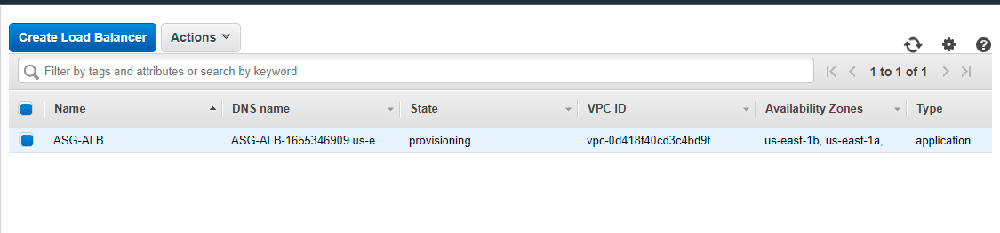 Create Load Balancer Actions
Filter by tags and attributes or search by keyword 1 to 1 of 1
Name DNS name State VPC ID Availability Zones Type
ASG-ALB ASG-ALB-1655346909.us-e... provisioning vpc-0d418f40cd3c4bd9f us-east-1b, us-east-1a,... application